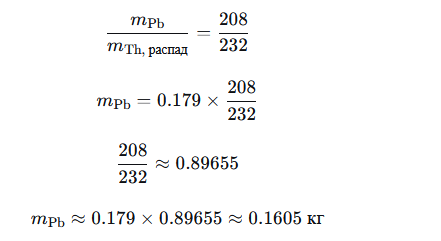 m_Pb / m_Th, распад = 208 / 232
m_Pb = 0.179 × 208 / 232
208 / 232 ≈ 0.89655
m_Pb ≈ 0.179 × 0.89655 ≈ 0.1605 кг